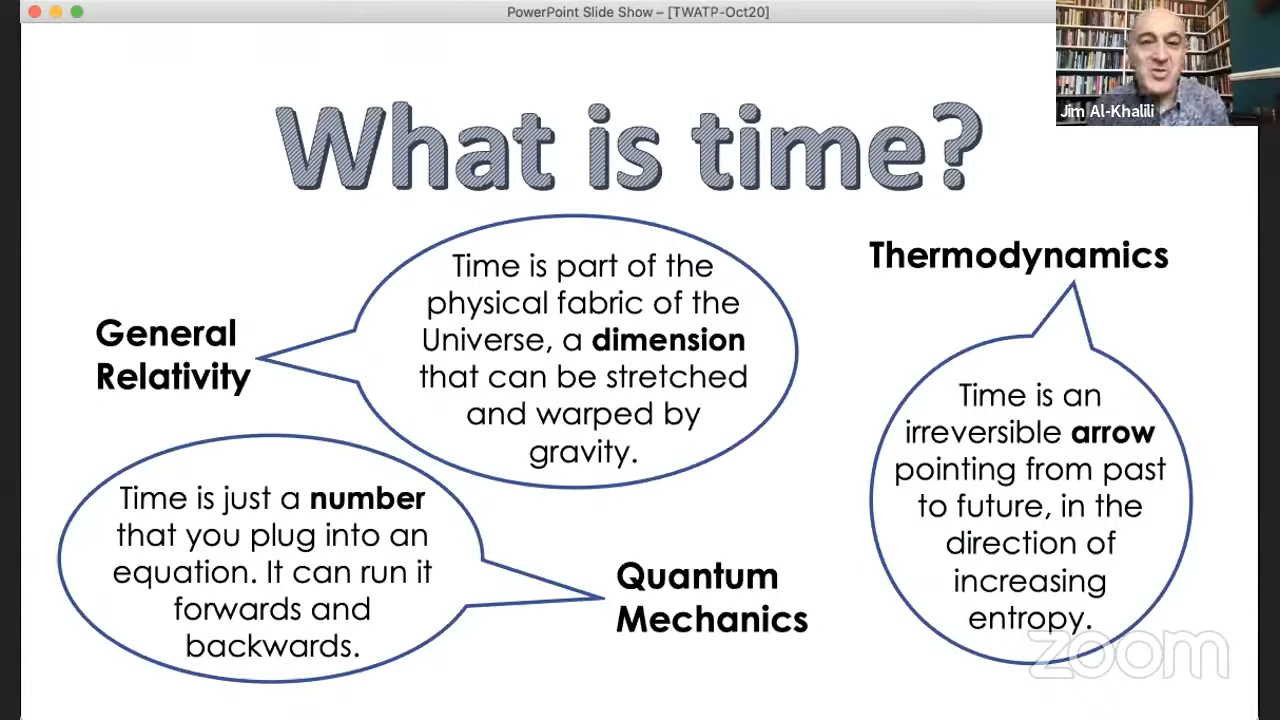 PowerPoint Slide Show – [TWATP-Oct20]
Jim Al-Khalili
What is time?
General
Relativity
Time is part of the
physical fabric of the
Universe, a dimension
that can be stretched
and warped by
gravity.
Thermodynamics
Time is an
irreversible arrow
pointing from past
to future, in the
direction of
increasing
entropy.
Time is just a number
that you plug into an
equation. It can run it
forwards and
backwards.
Quantum
Mechanics
zoom